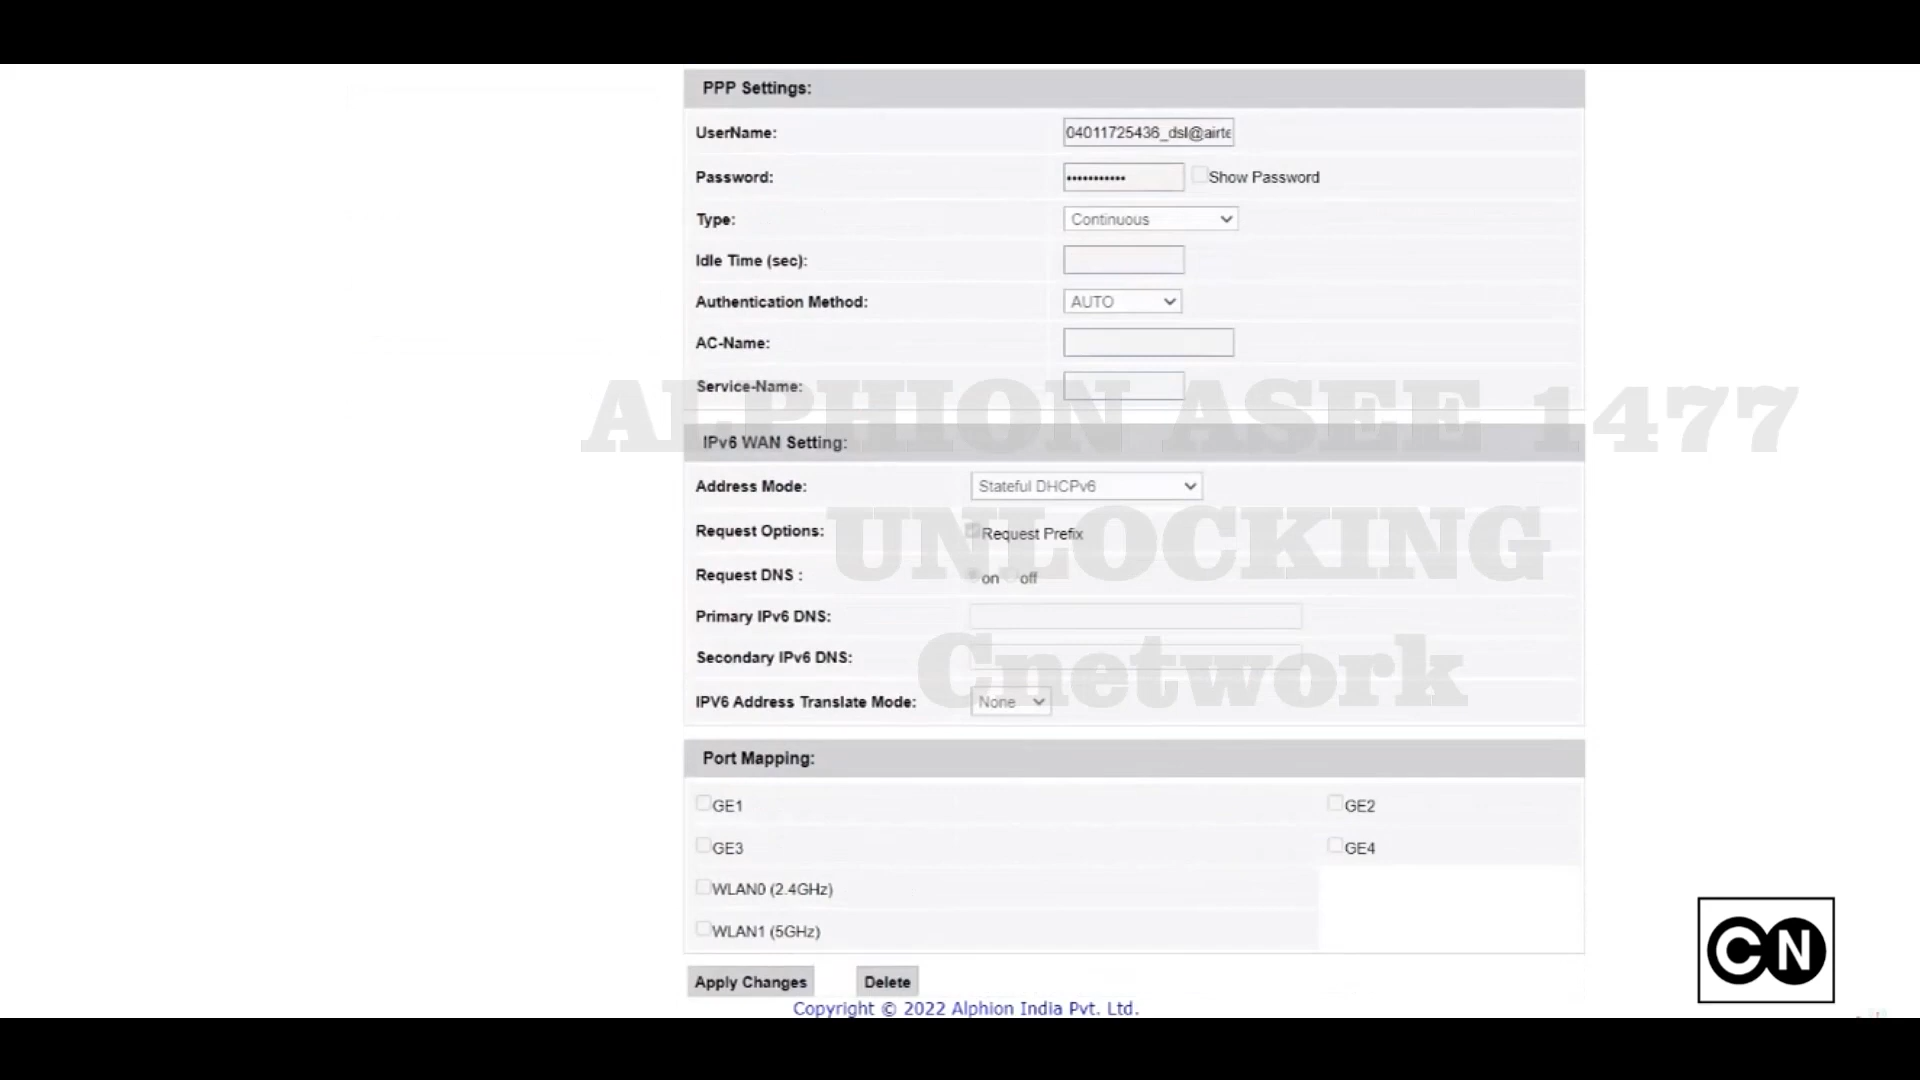 PPP Settings:
UserName: 04011725436_dsl@airte
Password: ••••••••••• Show Password
Type: Continuous
Idle Time (sec):
Authentication Method: AUTO
AC-Name:
Service-Name:
ALPHION ASEE 1477
IPv6 WAN Setting:
Address Mode: Stateful DHCPv6
Request Options: Request Prefix
UNLOCKING
Request DNS : on off
Primary IPv6 DNS:
Secondary IPv6 DNS:
Cnetwork
IPV6 Address Translate Mode: None
Port Mapping:
GE1 GE2
GE3 GE4
WLAN0 (2.4GHz)
WLAN1 (5GHz)
CN
Apply Changes Delete
Copyright © 2022 Alphion India Pvt. Ltd.